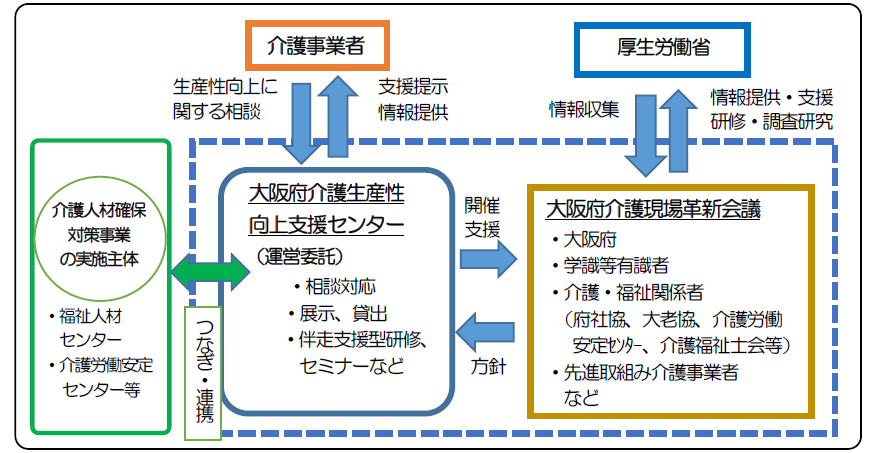 介護事業者
厚生労働省
生産性向上に
関する相談
支援提示
情報提供
情報収集
情報提供・支援
研修・調査研究
介護人材確保
対策事業
の実施主体
・福祉人材
センター
・介護労働安定
センター等
つなぎ・連携
大阪府介護生産性
向上支援センター
（運営委託）
・相談対応
・展示、貸出
・伴走支援型研修、
セミナーなど
開催
支援
方針
大阪府介護現場革新会議
・大阪府
・学識等有識者
・介護・福祉関係者
（府社協、大老協、介護労働
安定ｾﾝﾀｰ、介護福祉士会等）
・先進取組み介護事業者
など